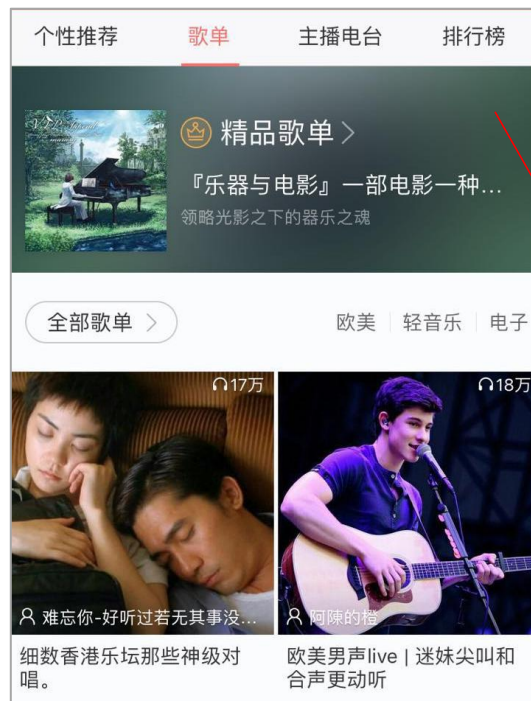 个性推荐 歌单 主播电台 排行榜
精品歌单
『乐器与电影』一部电影一种...
领略光影之下的器乐之魂
全部歌单 欧美 轻音乐 电子
17万
18万
难忘你-好听过若无其事没...
阿陳的橙
细数香港乐坛那些神级对
唱。
欧美男声live | 迷妹尖叫和
合声更动听